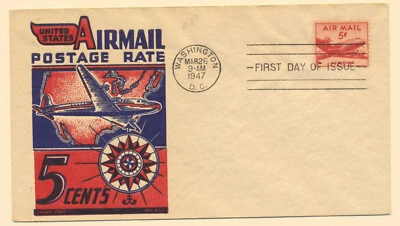 UNITED
STATES
AIRMAIL
POSTAGE RATE
5
CENTS
WASHINGTON
MAR 26
9-AM
1947
D.C.
FIRST DAY OF ISSUE
AIR MAIL
5¢